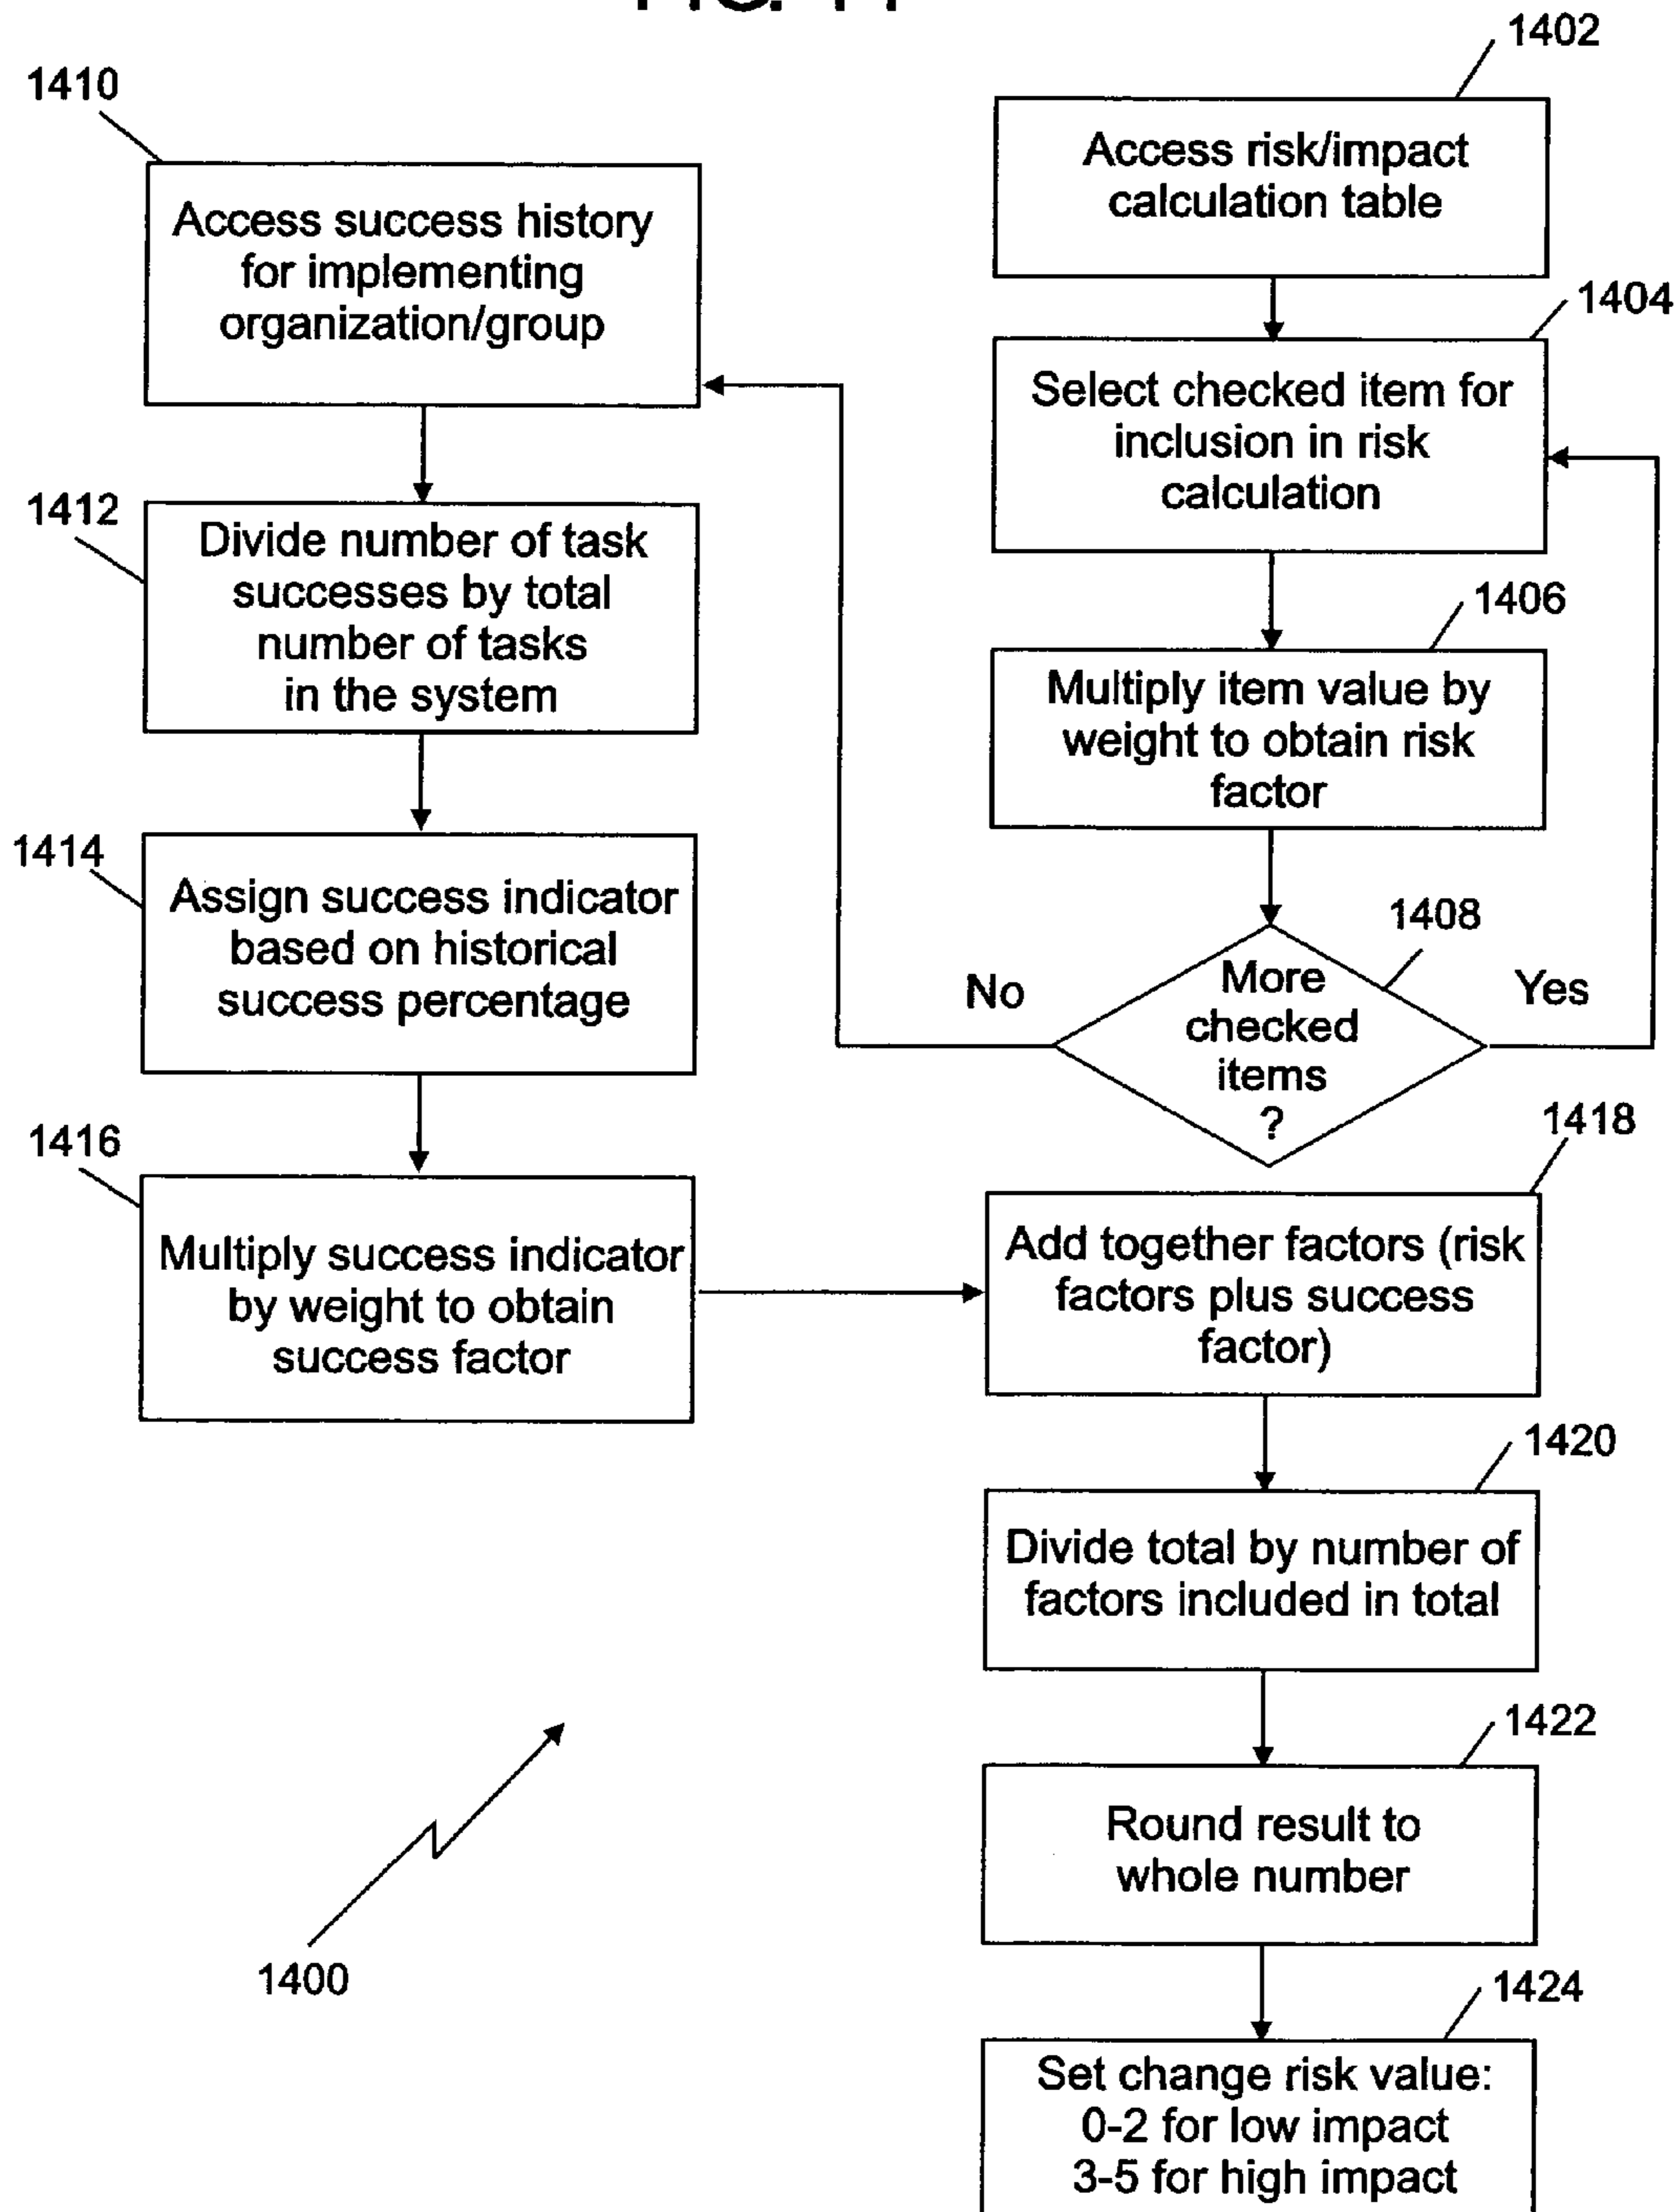 1402
Access risk/impact
calculation table
1404
Select checked item for
inclusion in risk
calculation
1406
Multiply item value by
weight to obtain risk
factor
1408
More
checked
items
?
No
Yes
1410
Access success history
for implementing
organization/group
1412
Divide number of task
successes by total
number of tasks
in the system
1414
Assign success indicator
based on historical
success percentage
1416
Multiply success indicator
by weight to obtain
success factor
1418
Add together factors (risk
factors plus success
factor)
1420
Divide total by number of
factors included in total
1422
Round result to
whole number
1424
Set change risk value:
0-2 for low impact
3-5 for high impact
1400